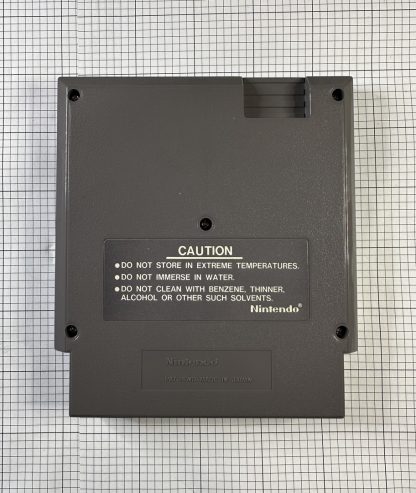 CAUTION
●DO NOT STORE IN EXTREME TEMPERATURES.
●DO NOT IMMERSE IN WATER.
●DO NOT CLEAN WITH BENZENE, THINNER,
ALCOHOL OR OTHER SUCH SOLVENTS.
Nintendo®
Nintendo